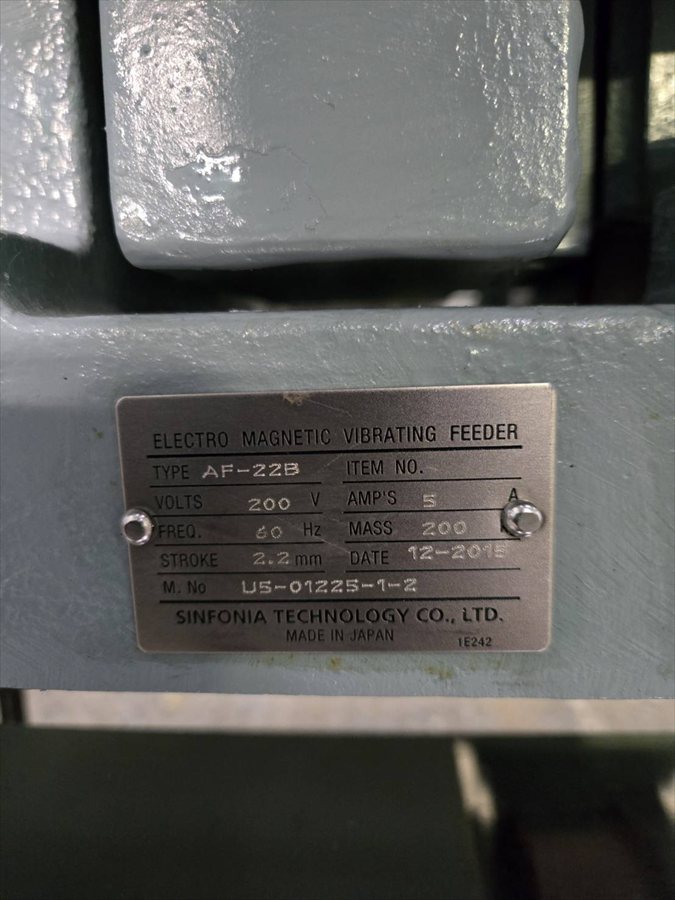 ELECTRO MAGNETIC VIBRATING FEEDER
TYPE AF-22B ITEM NO.
VOLTS 200 V AMP'S 5 A
FREQ. 60 Hz MASS 200
STROKE 2.2 mm DATE 12-2015
M. No U5-01225-1-2
SINFONIA TECHNOLOGY CO., LTD.
MADE IN JAPAN
1E242